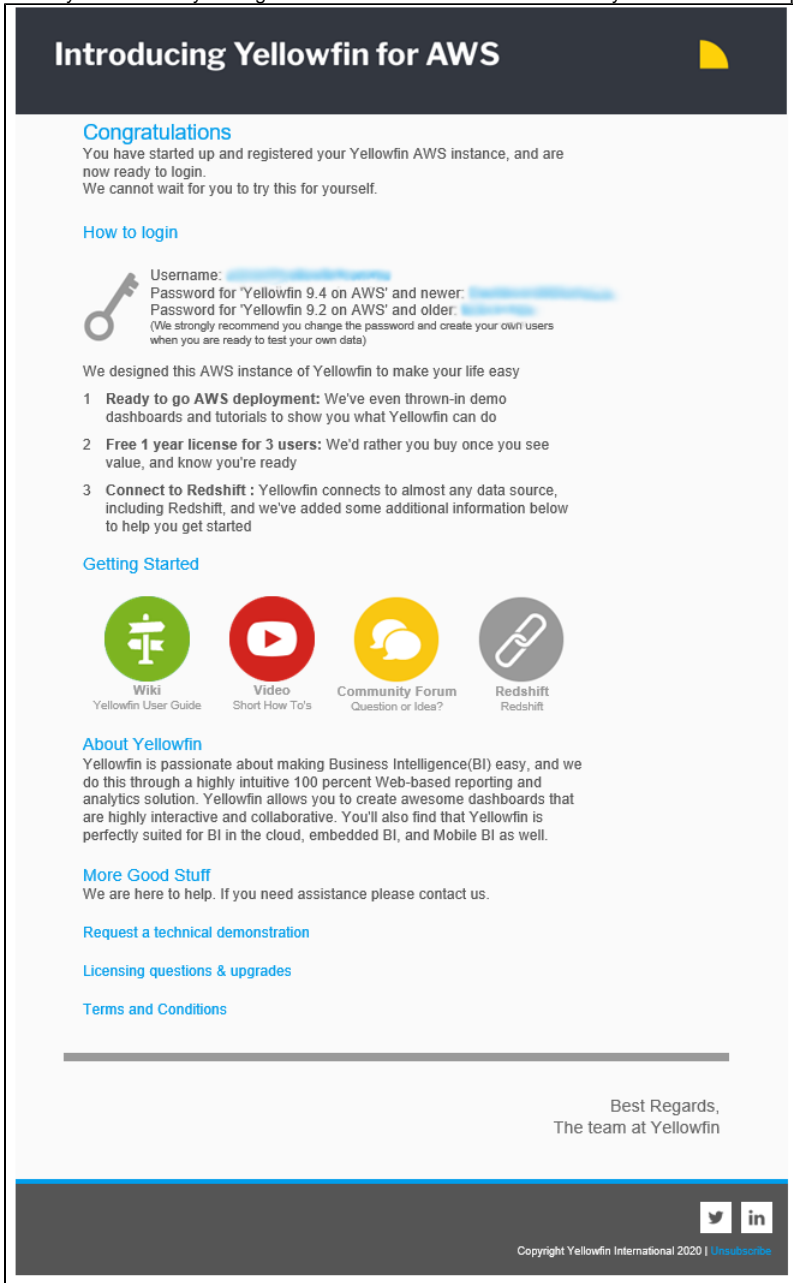 Introducing Yellowfin for AWS
Congratulations
You have started up and registered your Yellowfin AWS instance, and are
now ready to login.
We cannot wait for you to try this for yourself.
How to login
Username:
Password for 'Yellowfin 9.4 on AWS' and newer:
Password for 'Yellowfin 9.2 on AWS' and older:
(We strongly recommend you change the password and create your own users
when you are ready to test your own data)
We designed this AWS instance of Yellowfin to make your life easy
1 Ready to go AWS deployment: We've even thrown-in demo
dashboards and tutorials to show you what Yellowfin can do
2 Free 1 year license for 3 users: We'd rather you buy once you see
value, and know you're ready
3 Connect to Redshift : Yellowfin connects to almost any data source,
including Redshift, and we've added some additional information below
to help you get started
Getting Started
Wiki
Yellowfin User Guide
Video
Short How To's
Community Forum
Question or Idea?
Redshift
Redshift
About Yellowfin
Yellowfin is passionate about making Business Intelligence(BI) easy, and we
do this through a highly intuitive 100 percent Web-based reporting and
analytics solution. Yellowfin allows you to create awesome dashboards that
are highly interactive and collaborative. You'll also find that Yellowfin is
perfectly suited for BI in the cloud, embedded BI, and Mobile BI as well.
More Good Stuff
We are here to help. If you need assistance please contact us.
Request a technical demonstration
Licensing questions & upgrades
Terms and Conditions
Best Regards,
The team at Yellowfin
in
Copyright Yellowfin International 2020 | Unsubscribe